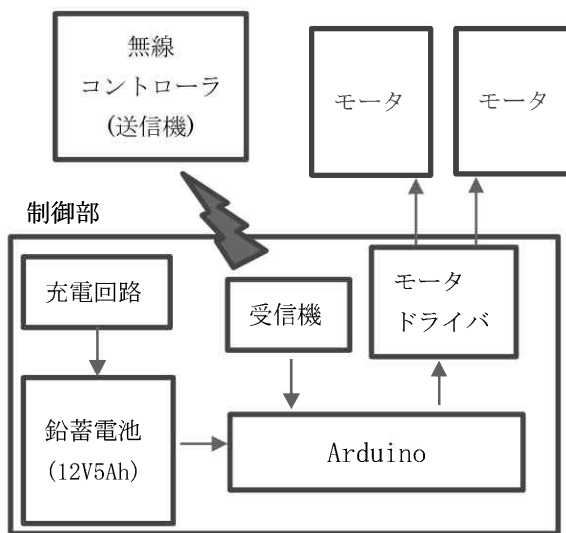 無線
コントローラ
(送信機)
モータ
モータ
制御部
充電回路
受信機
モータ
ドライバ
鉛蓄電池
(12V5Ah)
Arduino